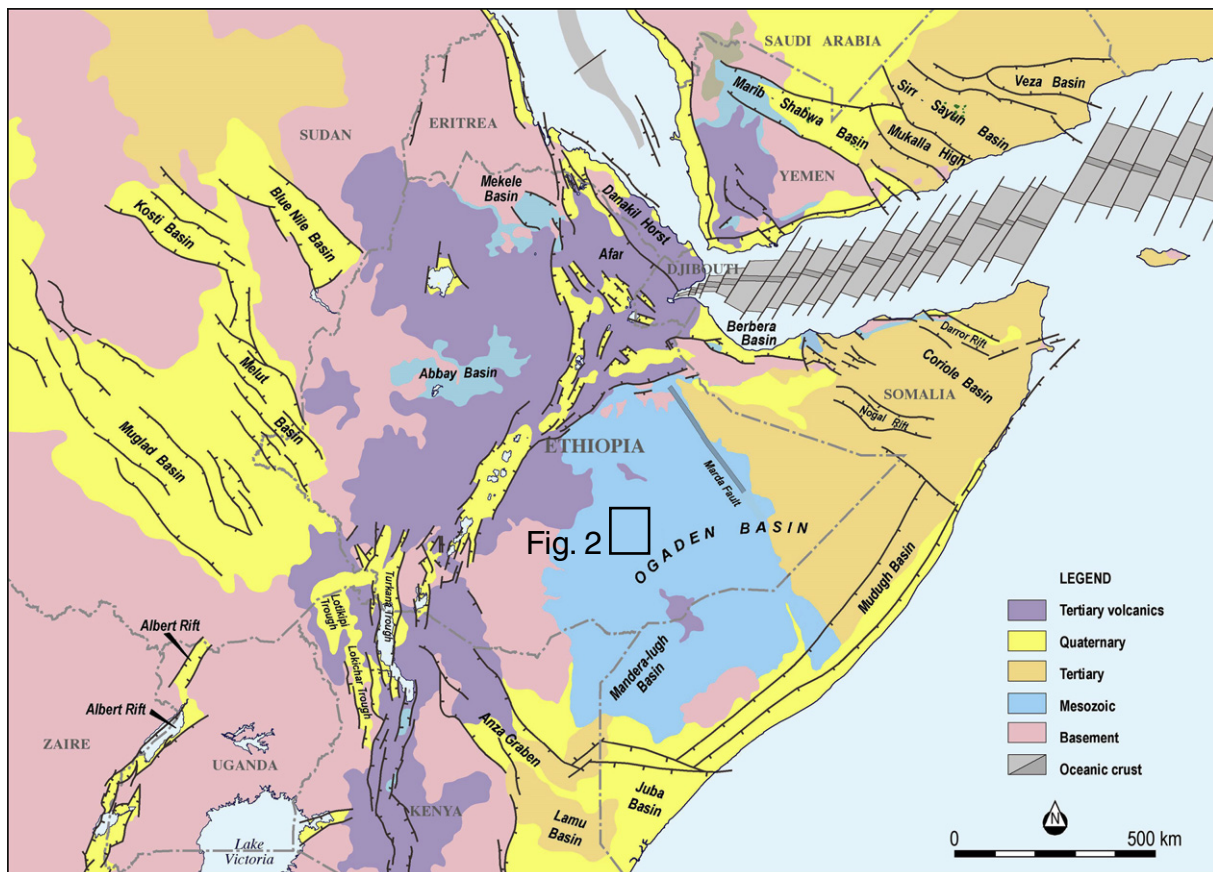 SAUDI ARABIA
Veza Basin
Marib
Shabwa
Basin
Sirr
Sayun
Basin
Mukalla High
YEMEN
SUDAN
ERITREA
Mekele
Basin
Danakil Horst
Afar
DJIBOUTI
Kosti Basin
Blue Nile Basin
Berbera
Basin
Darror Rift
Coriole Basin
SOMALIA
Nogal Rift
Abbay Basin
Melut
Basin
Muglad Basin
ETHIOPIA
Marda Fault
Fig. 2
OGADEN BASIN
Mudugh Basin
Turkana Trough
Lotikipi
Trough
Lokichar Trough
Mandera-lugh
Basin
Albert Rift
Albert Rift
ZAIRE
UGANDA
Anza Graben
Juba
Basin
Lamu
Basin
KENYA
Lake
Victoria
LEGEND
Tertiary volcanics
Quaternary
Tertiary
Mesozoic
Basement
Oceanic crust
N
0 500 km